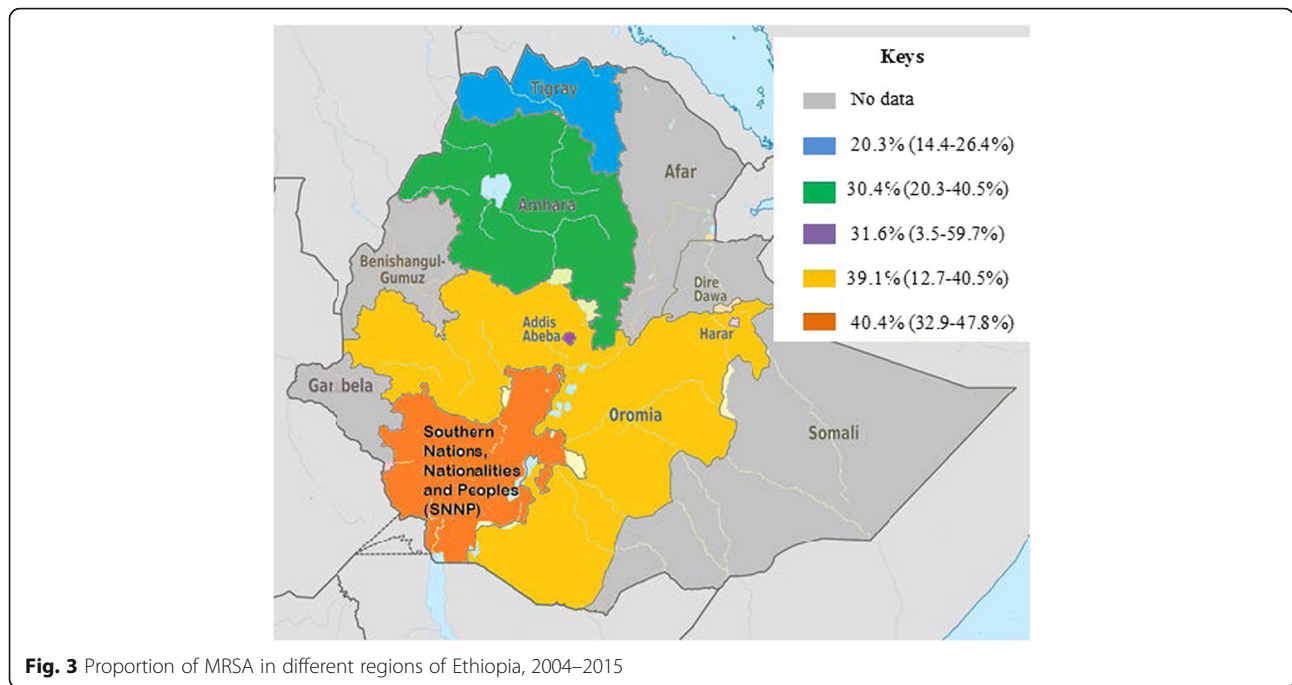 Tigray
Afar
Amhara
Benishangul-
Gumuz
Dire
Dawa
Addis
Abeba
Harar
Gambela
Oromia
Somali
Southern
Nations,
Nationalities
and Peoples
(SNNP)
Keys
No data
20.3% (14.4-26.4%)
30.4% (20.3-40.5%)
31.6% (3.5-59.7%)
39.1% (12.7-40.5%)
40.4% (32.9-47.8%)
Fig. 3 Proportion of MRSA in different regions of Ethiopia, 2004–2015